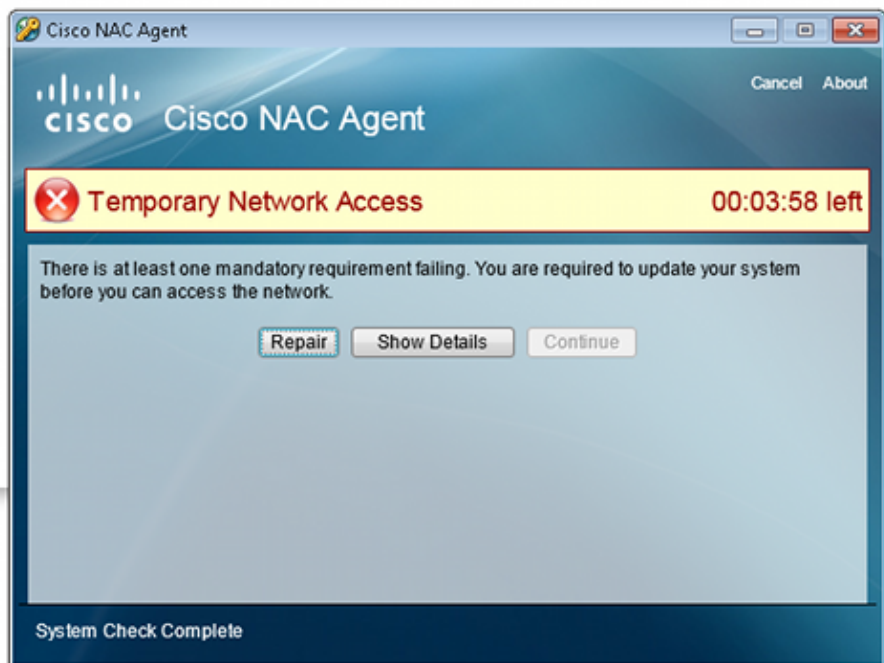 Cisco NAC Agent
Cancel About
CISCO Cisco NAC Agent
Temporary Network Access 00:03:58 left
There is at least one mandatory requirement failing. You are required to update your system
before you can access the network.
Repair Show Details Continue
System Check Complete